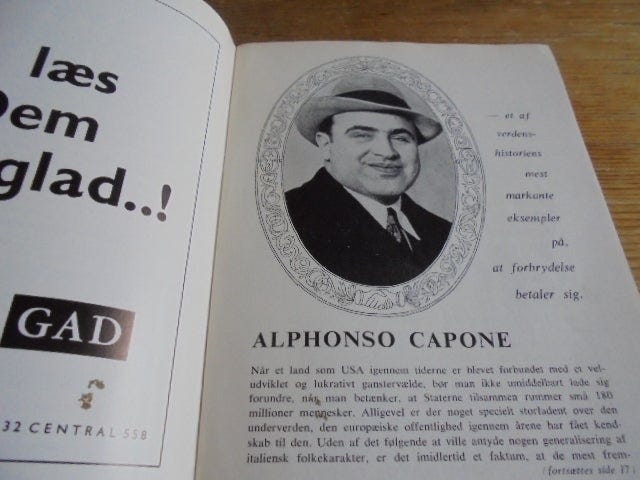 læs
Dem
glad..!
GAD
32 CENTRAL 558
— et af
verdens-
historiens
mest
markante
eksempler
på,
at forbrydelse
betaler sig.
ALPHONSO CAPONE
Når et land som USA igennem tiderne er blevet forbundet med et vel-
udviklet og lukrativt gangstervælde, bør man ikke umiddelbart lade sig
forundre, når man betænker, at Staterne tilsammen rummer små 180
millioner mennesker. Alligevel er der noget specielt storladent over den
underverden, den europæiske offentlighed igennem årene har fået kend-
skab til den. Uden af det følgende at ville antyde nogen generalisering af
italiensk folkekarakter, er det imidlertid et faktum, at de mest frem-
(fortsættes side 17)